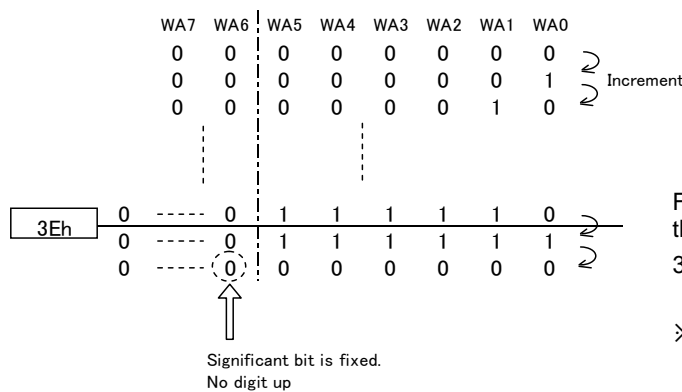 WA7 WA6 WA5 WA4 WA3 WA2 WA1 WA0
0 0 0 0 0 0 0 0
0 0 0 0 0 0 0 1
Increment
0 0 0 0 0 0 1 0
0 ----- 0 1 1 1 1 1 0
3Eh
0 ----- 0 1 1 1 1 1 1
0 ----- 0 0 0 0 0 0 0
Significant bit is fixed.
No digit up
F
th
3
※